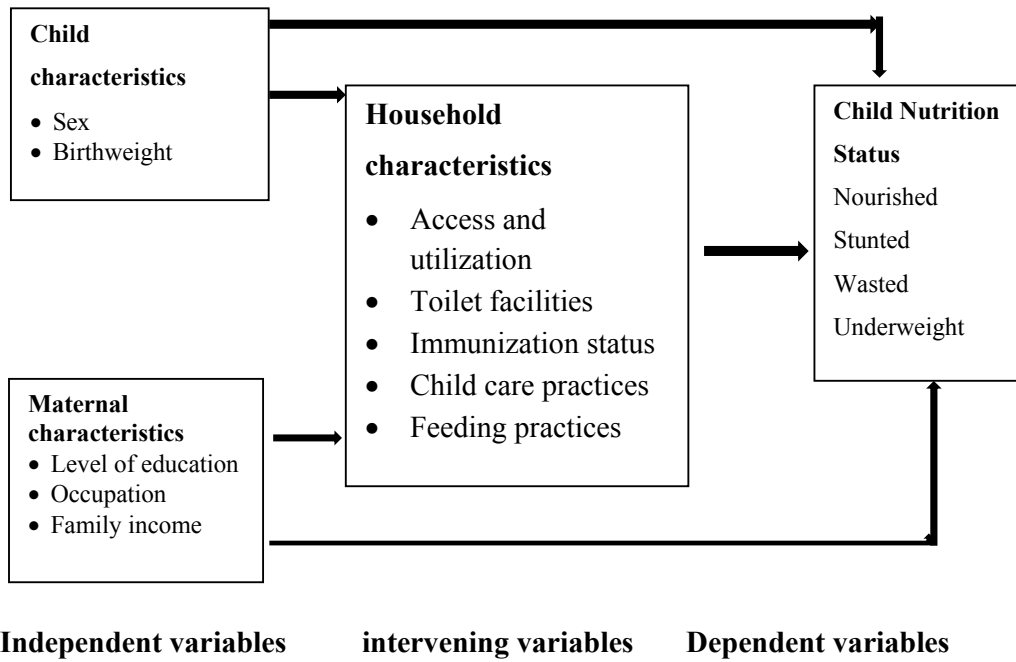 Child
characteristics
• Sex
• Birthweight
Household
characteristics
• Access and
utilization
• Toilet facilities
• Immunization status
• Child care practices
• Feeding practices
Child Nutrition
Status
Nourished
Stunted
Wasted
Underweight
Maternal
characteristics
• Level of education
• Occupation
• Family income
Independent variables
intervening variables
Dependent variables